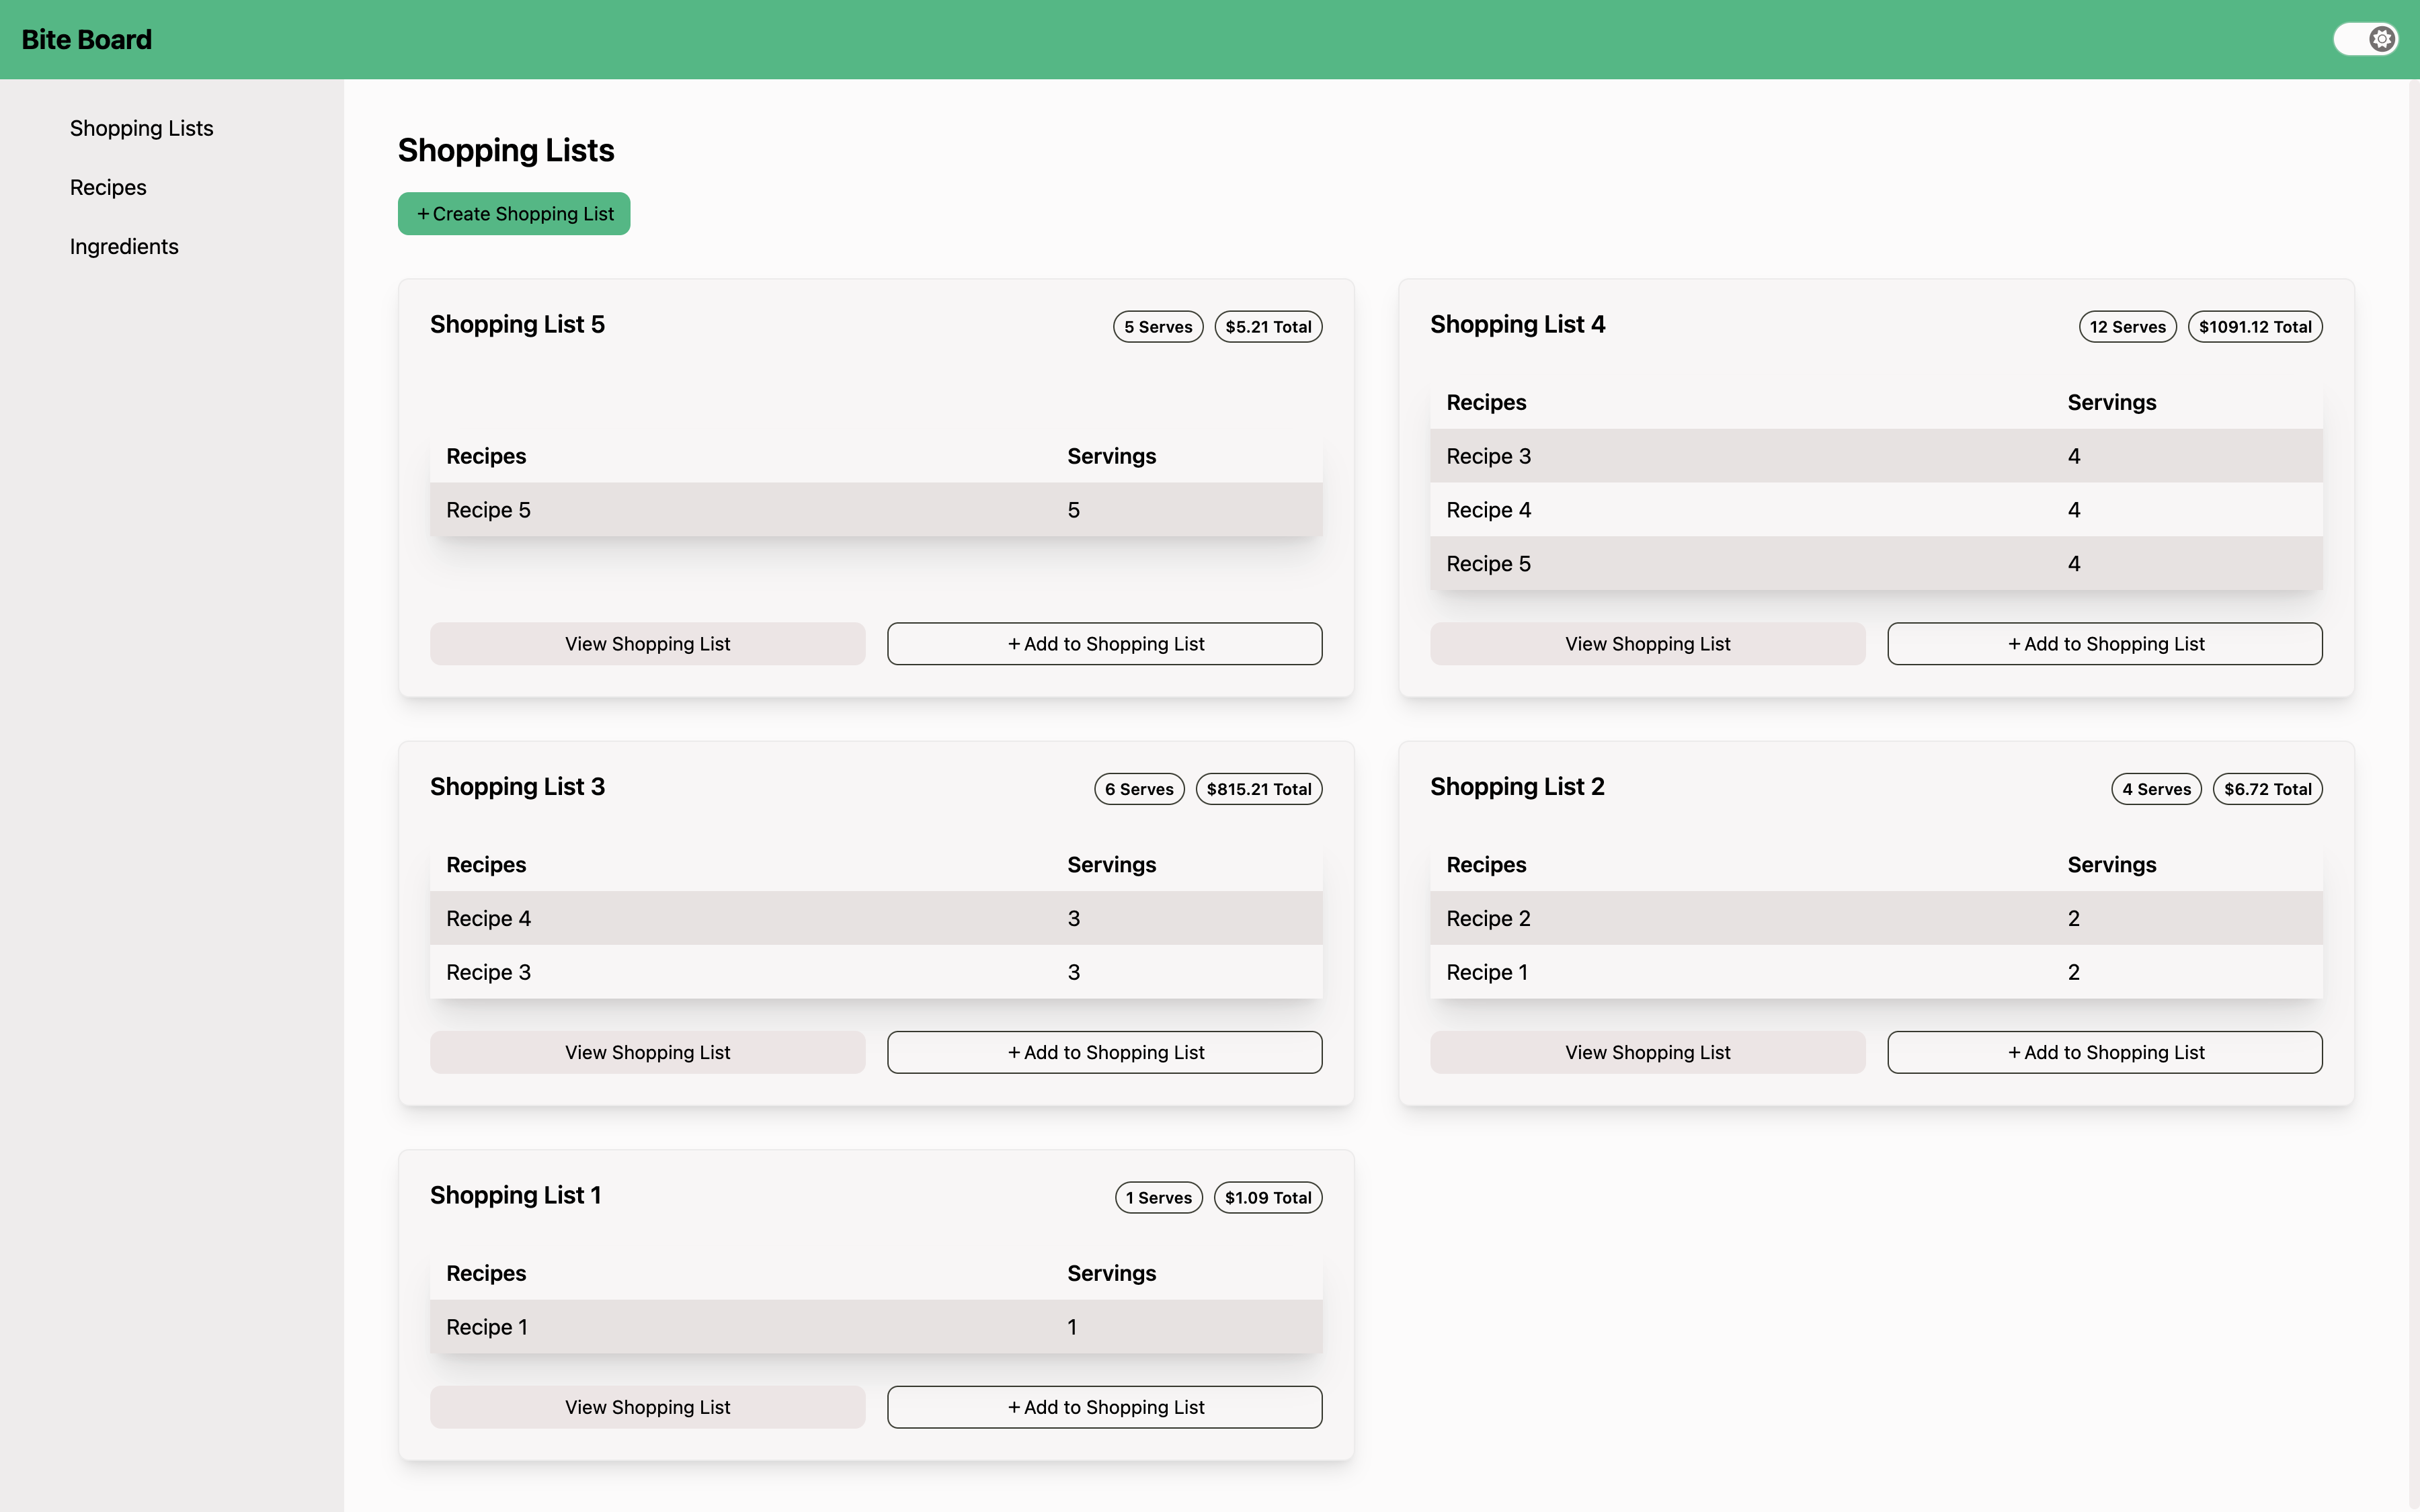 Bite Board
Shopping Lists
Recipes
Ingredients
Shopping Lists
+ Create Shopping List
Shopping List 5
5 Serves
$5.21 Total
Recipes Servings
Recipe 5 5
View Shopping List
+ Add to Shopping List
Shopping List 4
12 Serves
$1091.12 Total
Recipes Servings
Recipe 3 4
Recipe 4 4
Recipe 5 4
View Shopping List
+ Add to Shopping List
Shopping List 3
6 Serves
$815.21 Total
Recipes Servings
Recipe 4 3
Recipe 3 3
View Shopping List
+ Add to Shopping List
Shopping List 2
4 Serves
$6.72 Total
Recipes Servings
Recipe 2 2
Recipe 1 2
View Shopping List
+ Add to Shopping List
Shopping List 1
1 Serves
$1.09 Total
Recipes Servings
Recipe 1 1
View Shopping List
+ Add to Shopping List